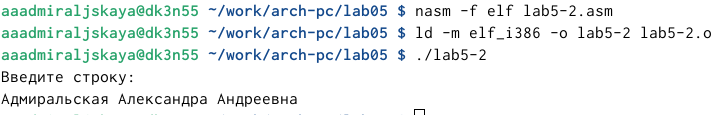 aaadmiraljskaya@dk3n55 ~/work/arch-pc/lab05 $ nasm -f elf lab5-2.asm
aaadmiraljskaya@dk3n55 ~/work/arch-pc/lab05 $ ld -m elf_i386 -o lab5-2 lab5-2.o
aaadmiraljskaya@dk3n55 ~/work/arch-pc/lab05 $ ./lab5-2
Введите строку:
Адмиральская Александра Андреевна